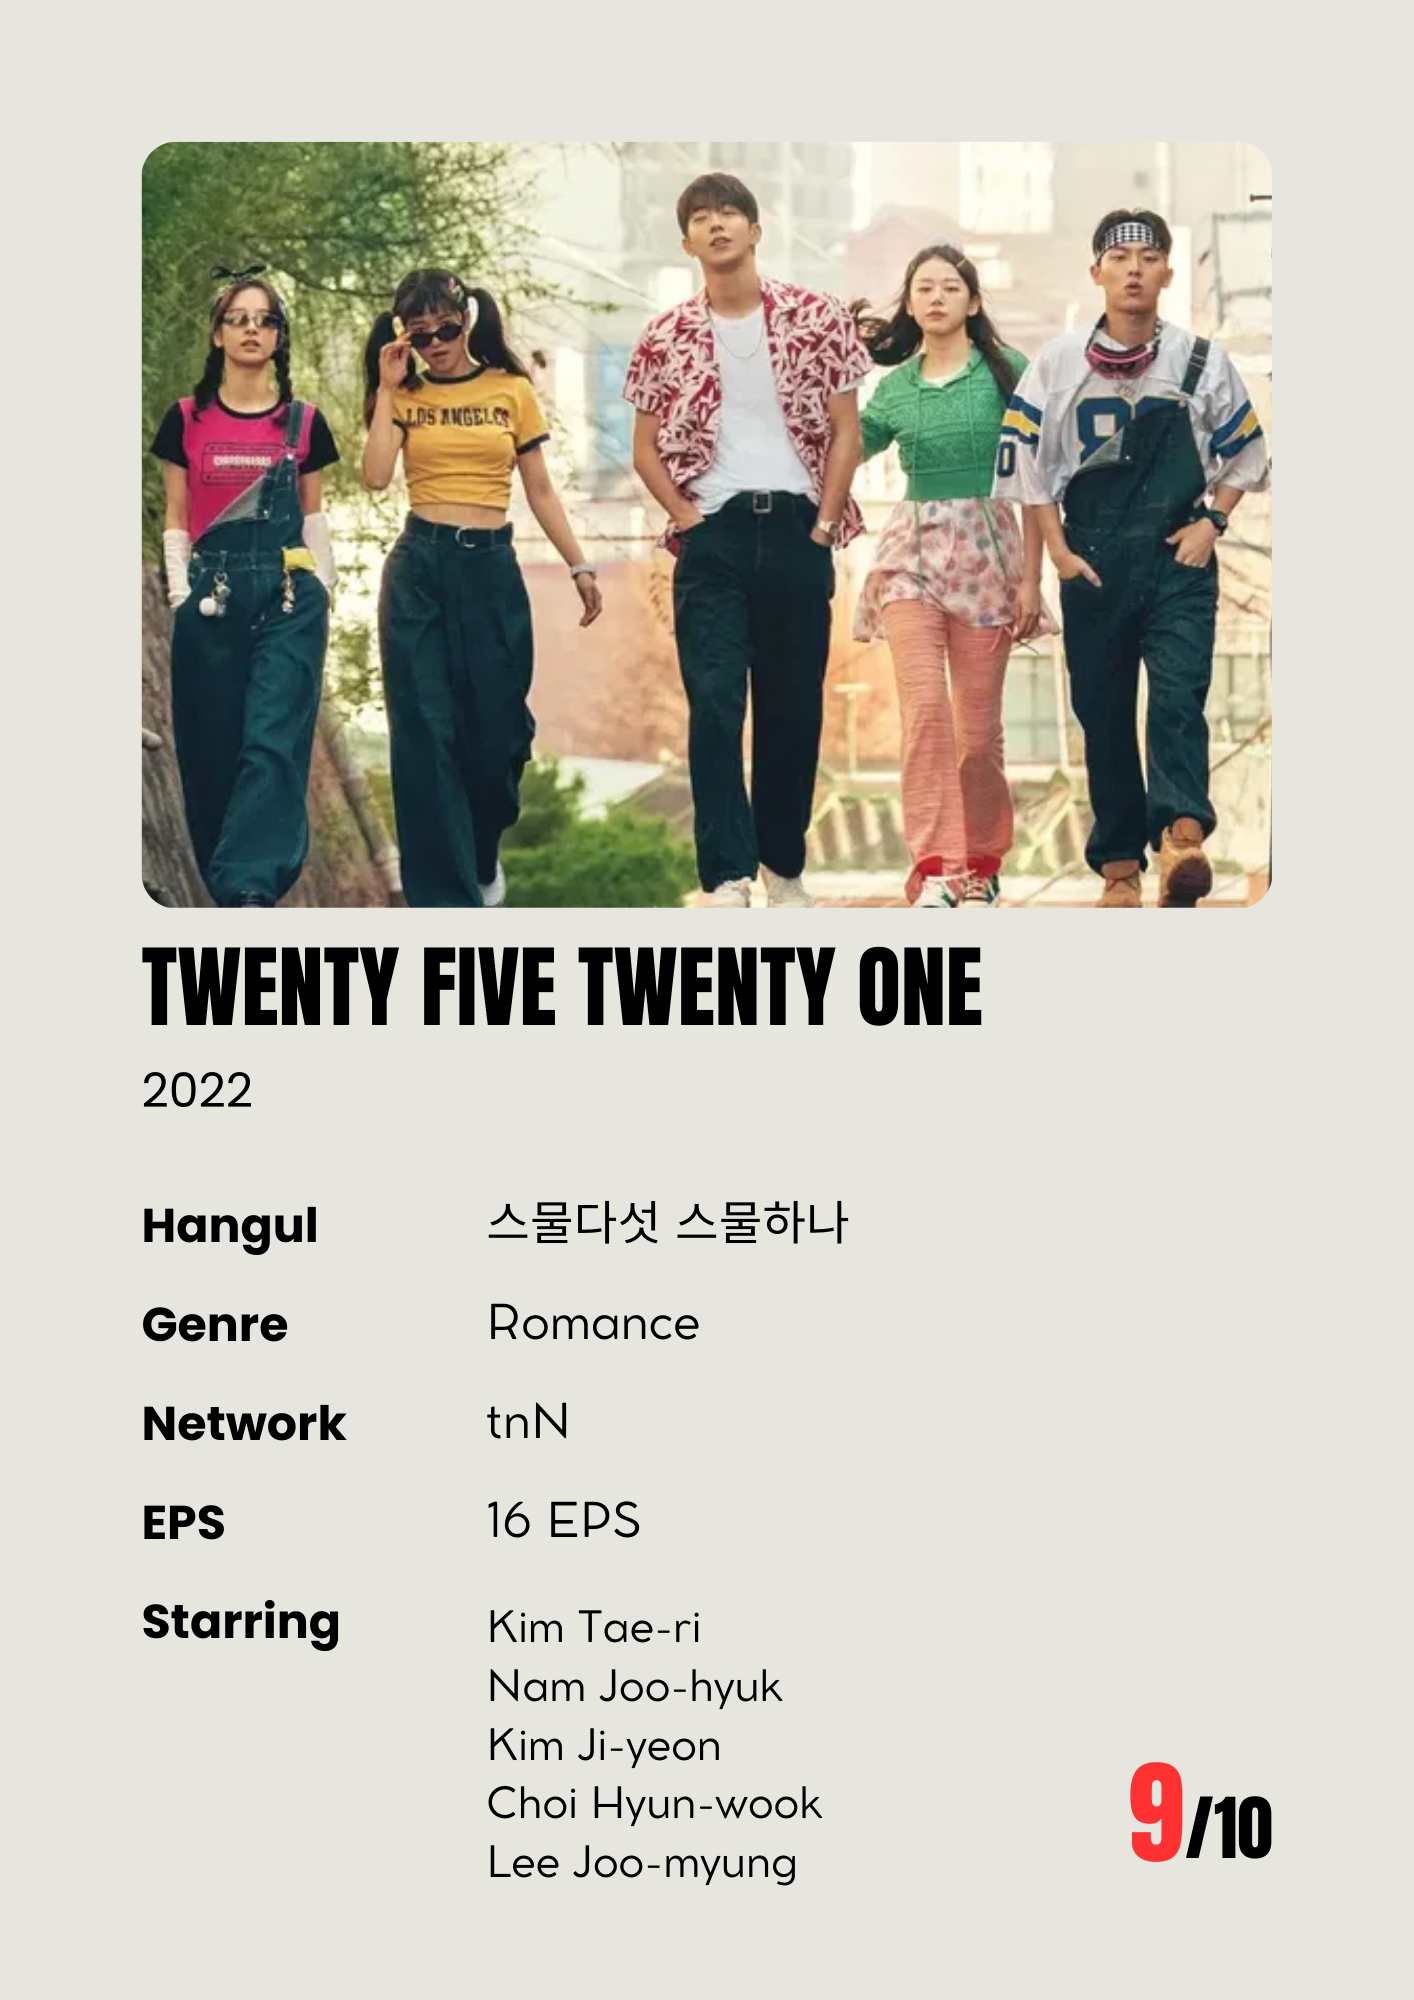 LOS ANGELES
TWENTY FIVE TWENTY ONE
2022
Hangul 스물다섯 스물하나
Genre Romance
Network tnN
EPS 16 EPS
Starring Kim Tae-ri
Nam Joo-hyuk
Kim Ji-yeon
Choi Hyun-wook
Lee Joo-myung
9/10